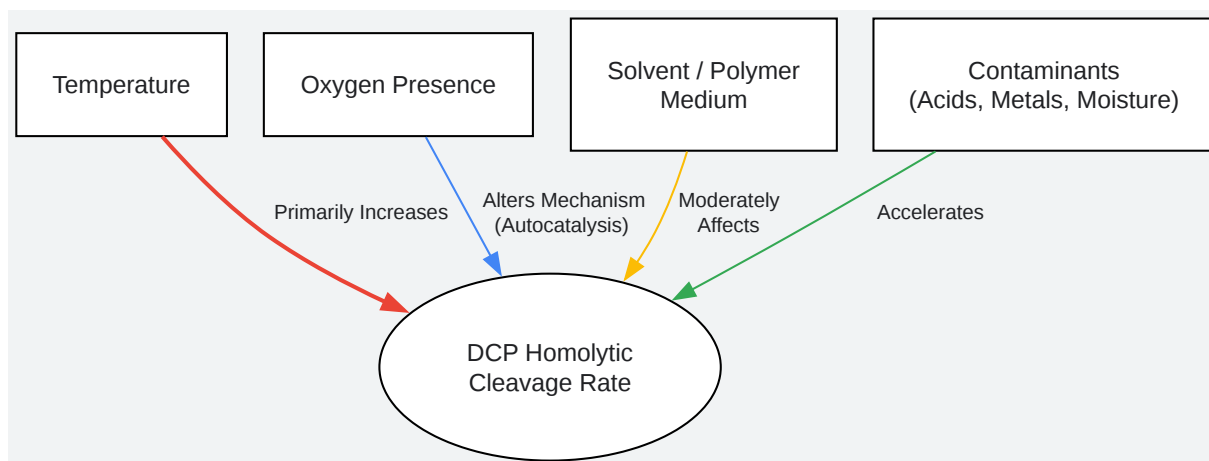 Temperature
Oxygen Presence
Solvent / Polymer
Medium
Contaminants
(Acids, Metals, Moisture)
Primarily Increases
Alters Mechanism
(Autocatalysis)
Moderately
Affects
Accelerates
DCP Homolytic
Cleavage Rate